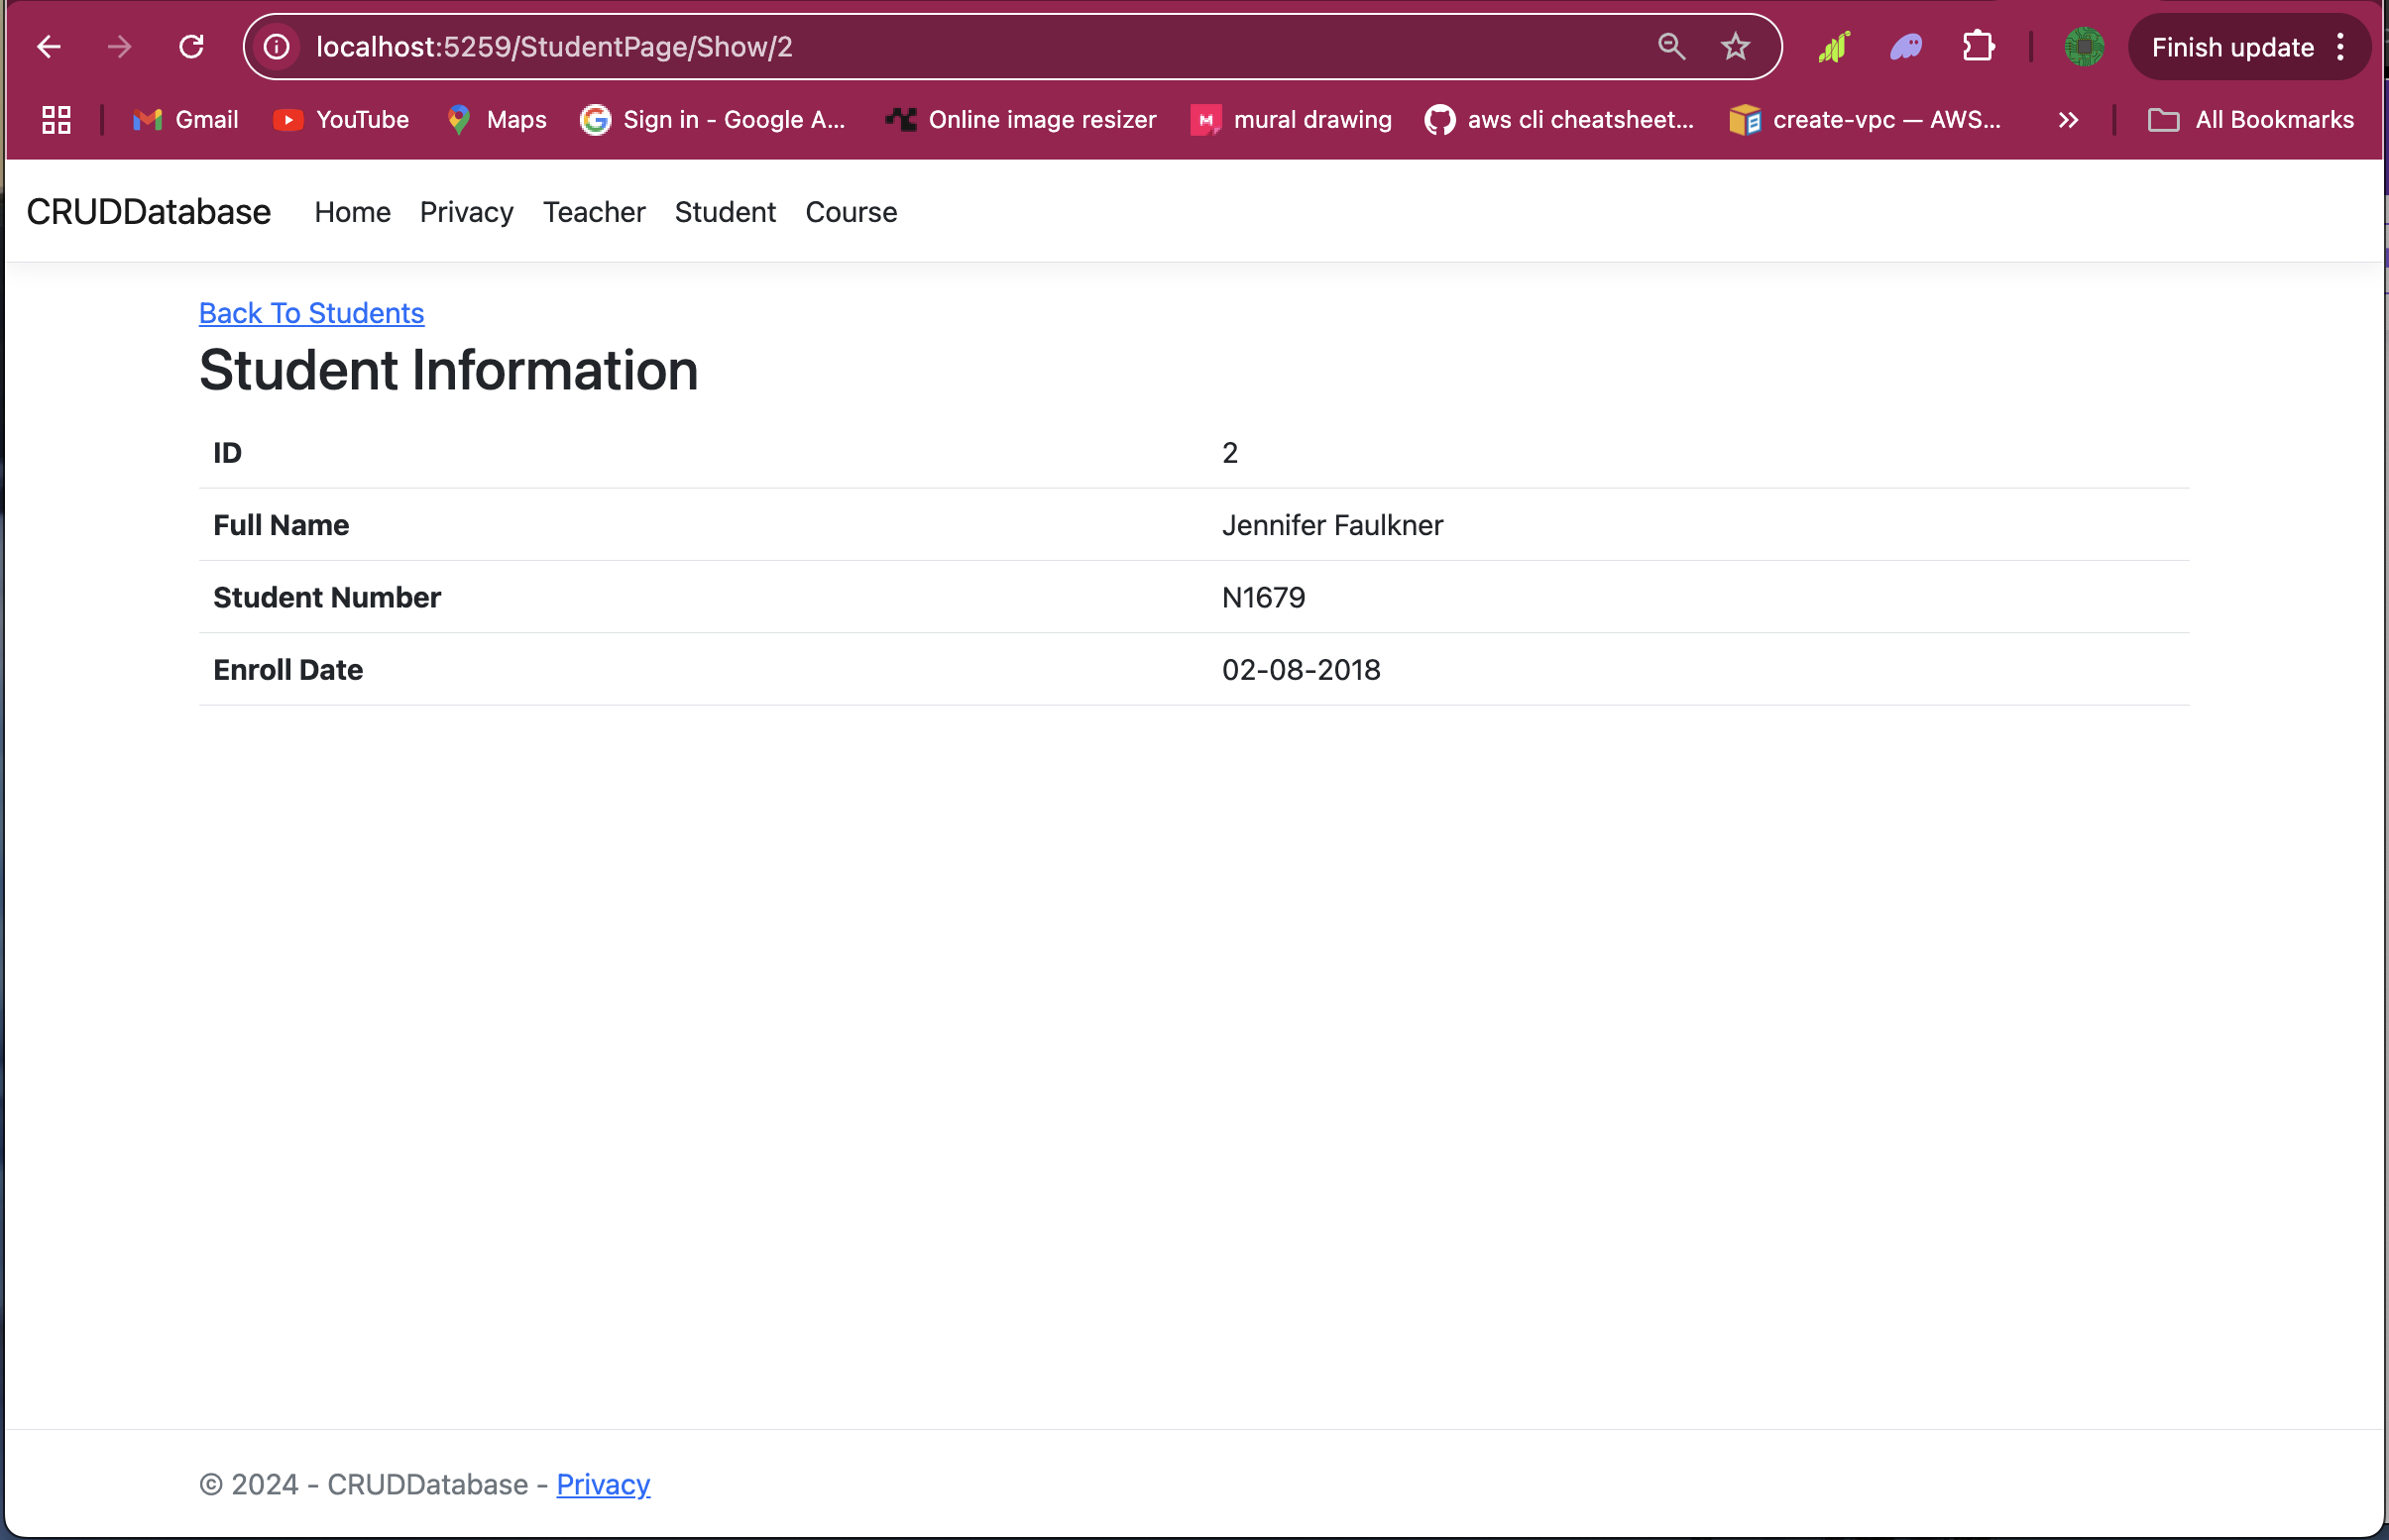 localhost:5259/StudentPage/Show/2
Finish update
Gmail YouTube Maps Sign in - Google A... Online image resizer mural drawing aws cli cheatsheet... create-vpc — AWS... » All Bookmarks
CRUDDatabase Home Privacy Teacher Student Course
Back To Students
Student Information
ID 2
Full Name Jennifer Faulkner
Student Number N1679
Enroll Date 02-08-2018
© 2024 - CRUDDatabase - Privacy